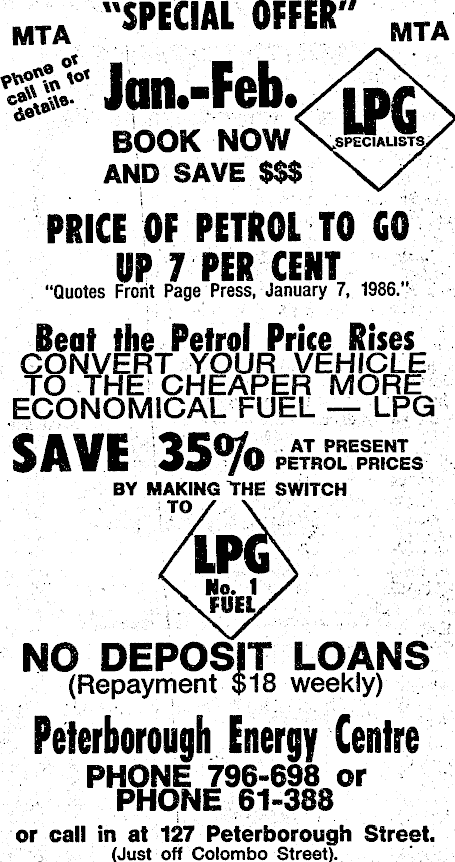 "SPECIAL OFFER"
MTA
MTA
Phone or
call in for
details.
Jan.-Feb.
LPG
SPECIALISTS
BOOK NOW
AND SAVE $$$
PRICE OF PETROL TO GO
UP 7 PER CENT
"Quotes Front Page Press, January 7, 1986."
Beat the Petrol Price Rises
CONVERT YOUR VEHICLE
TO THE CHEAPER MORE
ECONOMICAL FUEL — LPG
SAVE 35%
AT PRESENT
PETROL PRICES
BY MAKING THE SWITCH
TO
LPG
No. 1
FUEL
NO DEPOSIT LOANS
(Repayment $18 weekly)
Peterborough Energy Centre
PHONE 796-698 or
PHONE 61-388
or call in at 127 Peterborough Street.
(Just off Colombo Street).